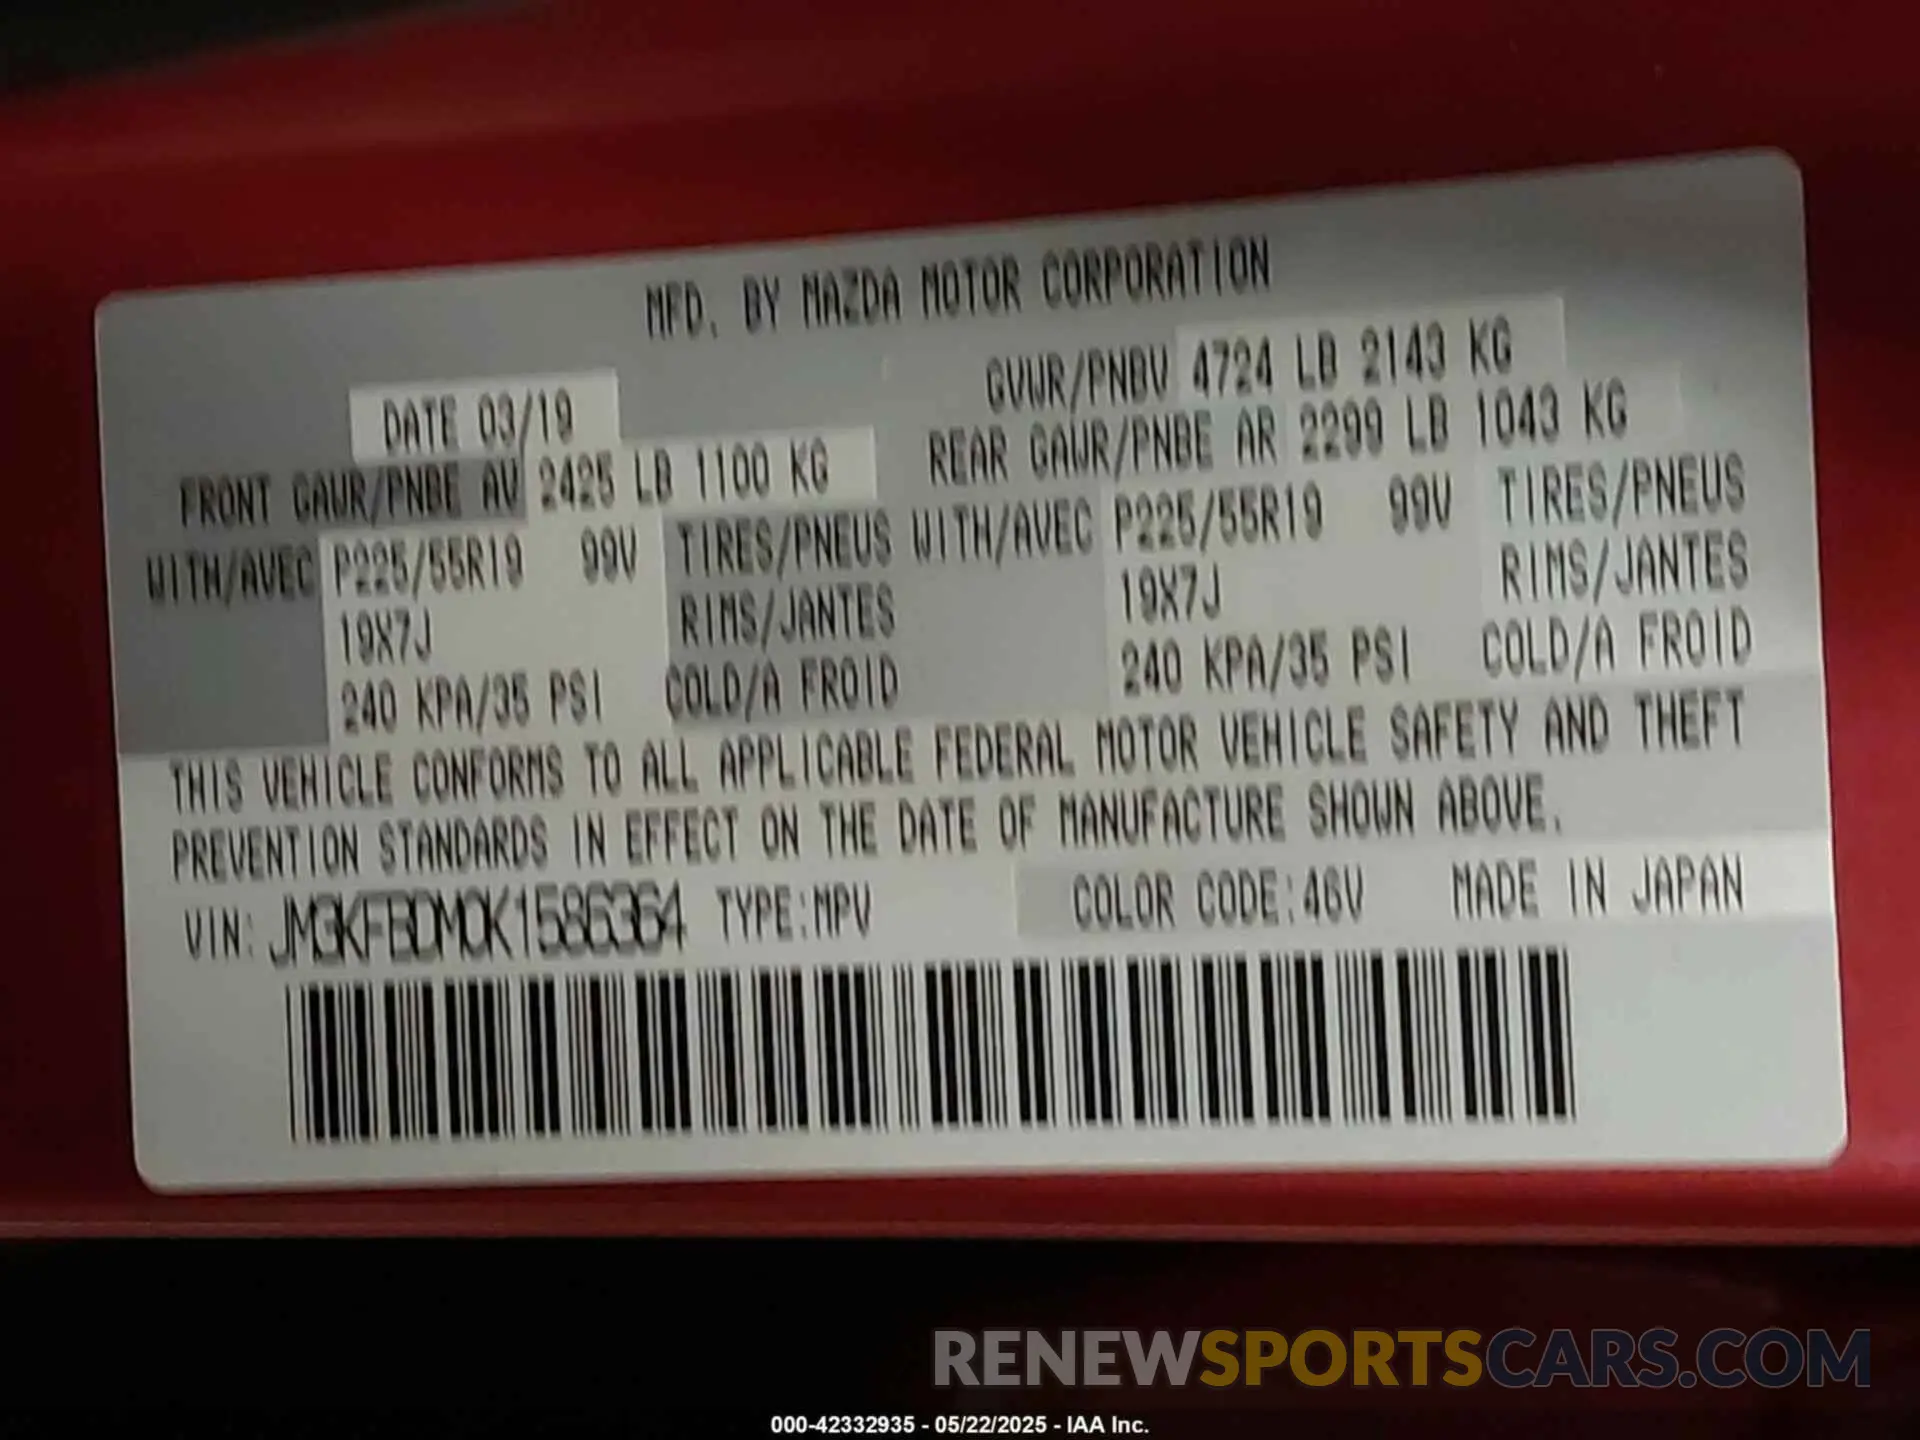 MFD. BY MAZDA MOTOR CORPORATION
DATE 03/19 GVWR/PNBV 4724 LB 2143 KG
FRONT GAWR/PNBE AV 2425 LB 1100 KG REAR GAWR/PNBE AR 2299 LB 1043 KG
WITH/AVEC P225/55R19 99V TIRES/PNEUS WITH/AVEC P225/55R19 99V TIRES/PNEUS
19X7J RIMS/JANTES 19X7J RIMS/JANTES
240 KPA/35 PSI COLD/A FROID 240 KPA/35 PSI COLD/A FROID
THIS VEHICLE CONFORMS TO ALL APPLICABLE FEDERAL MOTOR VEHICLE SAFETY AND THEFT
PREVENTION STANDARDS IN EFFECT ON THE DATE OF MANUFACTURE SHOWN ABOVE.
VIN: JM3KFBDM0K1586364 TYPE:MPV COLOR CODE:46V MADE IN JAPAN
RENEWSPORTSCARS.COM
000-42332935 - 05/22/2025 - IAA Inc.